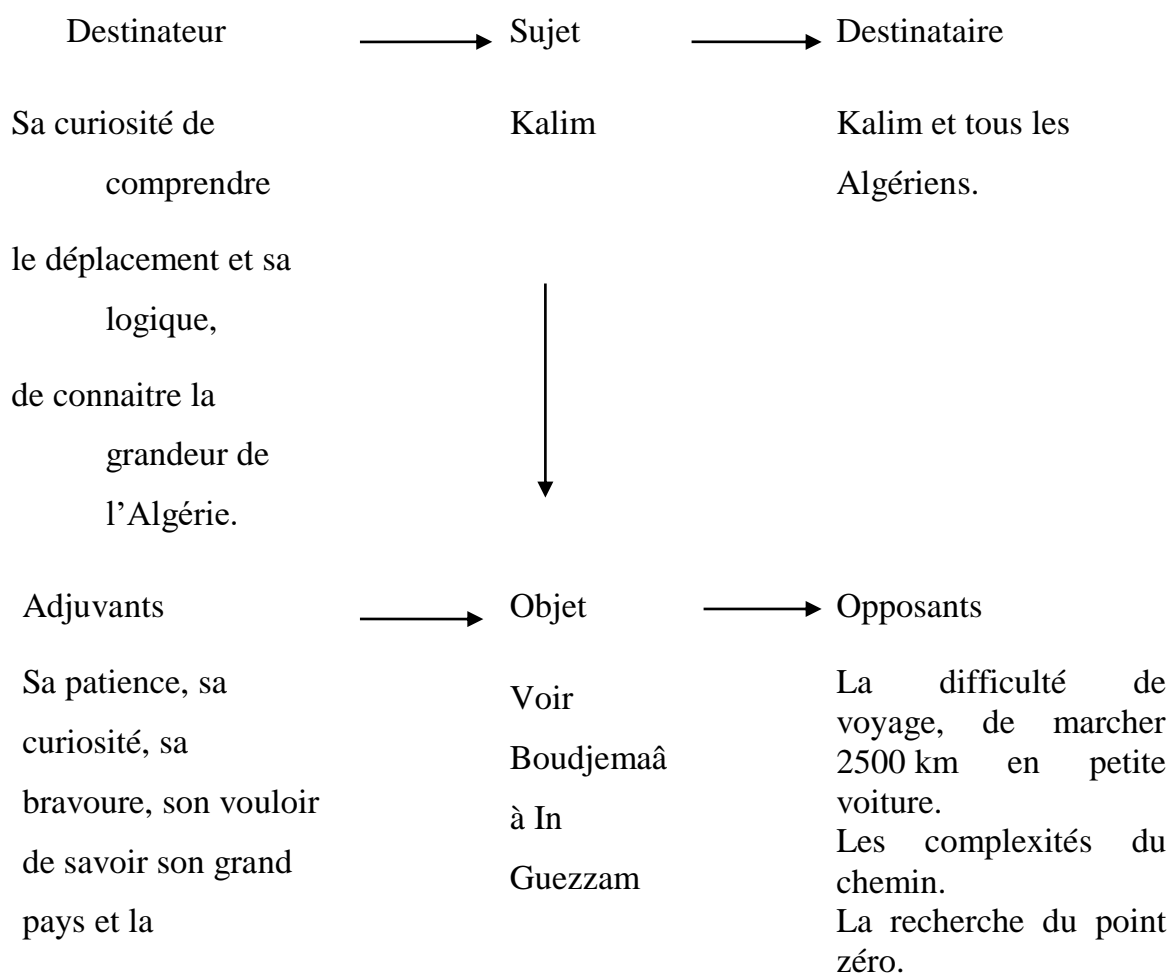 Destinateur
Sujet
Destinataire
Sa curiosité de
comprendre
le déplacement et sa
logique,
de connaitre la
grandeur de
l’Algérie.
Kalim
Kalim et tous les
Algériens.
Adjuvants
Objet
Opposants
Sa patience, sa
curiosité, sa
bravoure, son vouloir
de savoir son grand
pays et la
Voir
Boudjemaâ
à In
Guezzam
La difficulté de
voyage, de marcher
2500 km en petite
voiture.
Les complexités du
chemin.
La recherche du point
zéro.